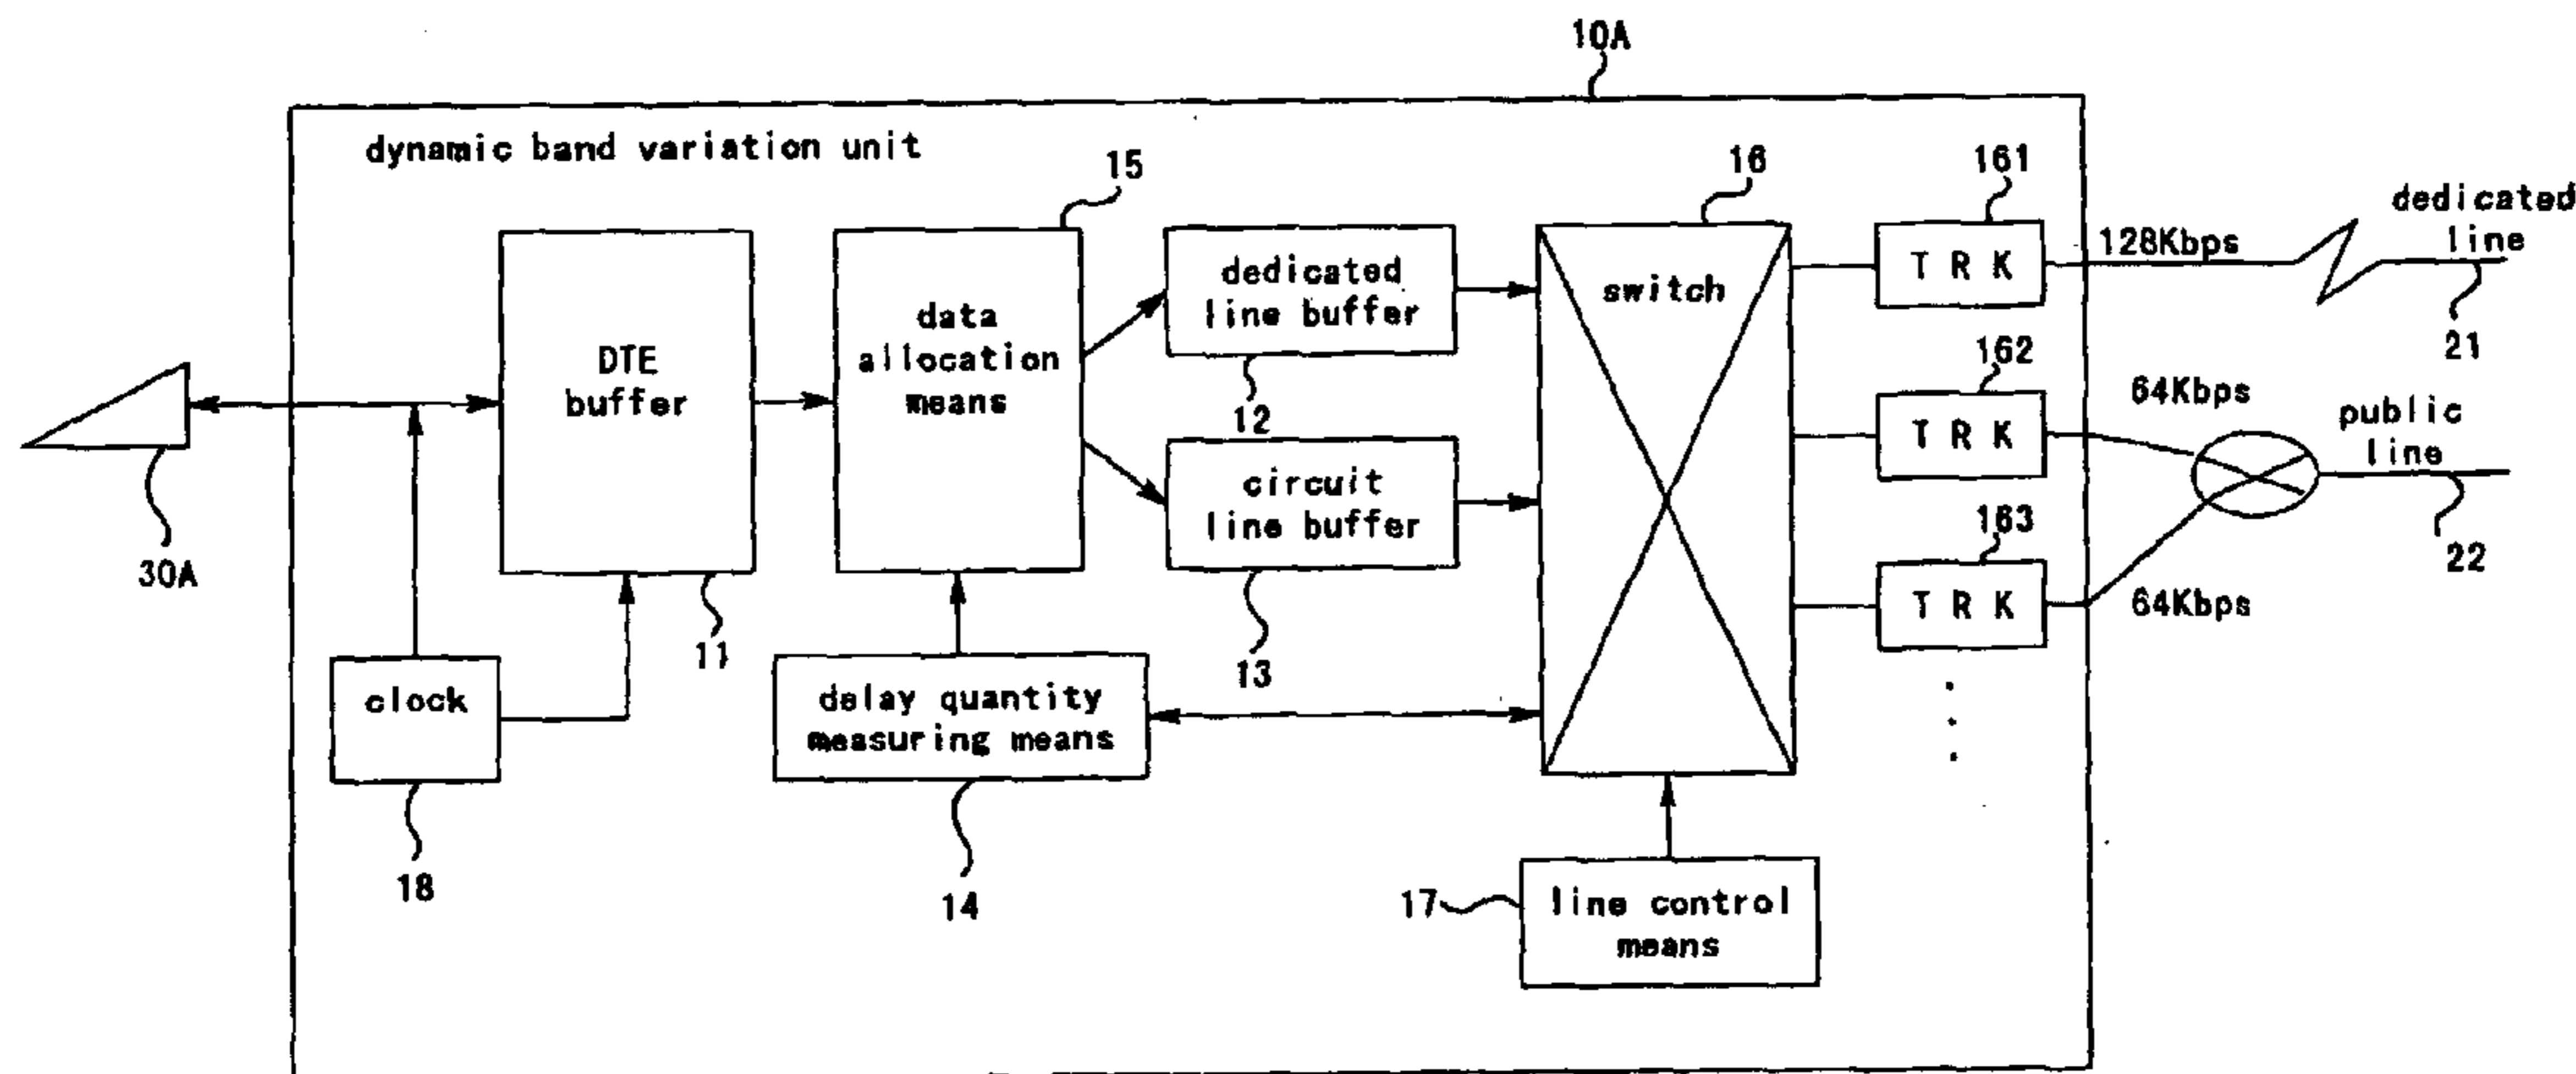 10A
dynamic band variation unit
15
16
161
dedicated
line
128Kbps
T R K
21
dedicated
line buffer
12
switch
data
allocation
means
DTE
buffer
162
64Kbps
T R K
public
line
22
circuit
line buffer
13
163
64Kbps
T R K
30A
11
clock
18
delay quantity
measuring means
14
17
line control
means